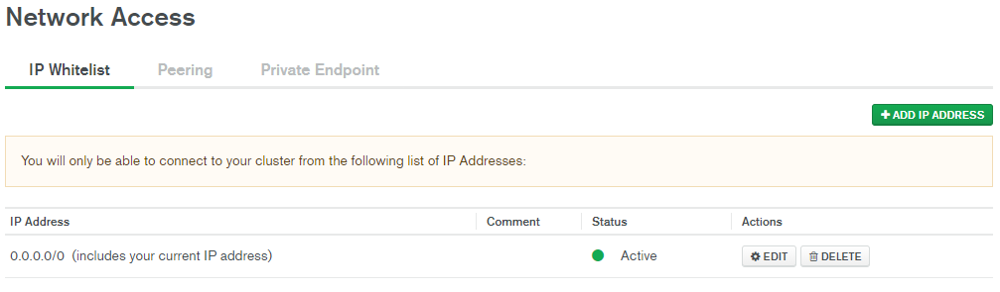 Network Access
IP Whitelist Peering Private Endpoint
+ ADD IP ADDRESS
You will only be able to connect to your cluster from the following list of IP Addresses:
IP Address Comment Status Actions
0.0.0.0/0 (includes your current IP address) Active EDIT DELETE